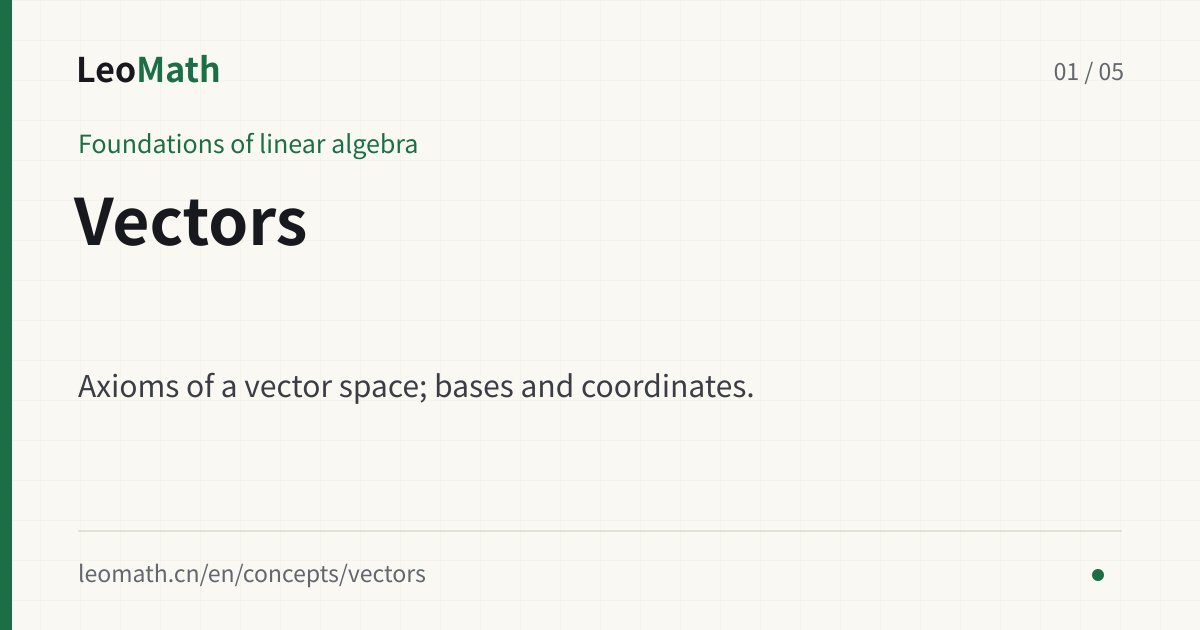 LeoMath
01 / 05
Foundations of linear algebra
Vectors
Axioms of a vector space; bases and coordinates.
leomath.cn/en/concepts/vectors